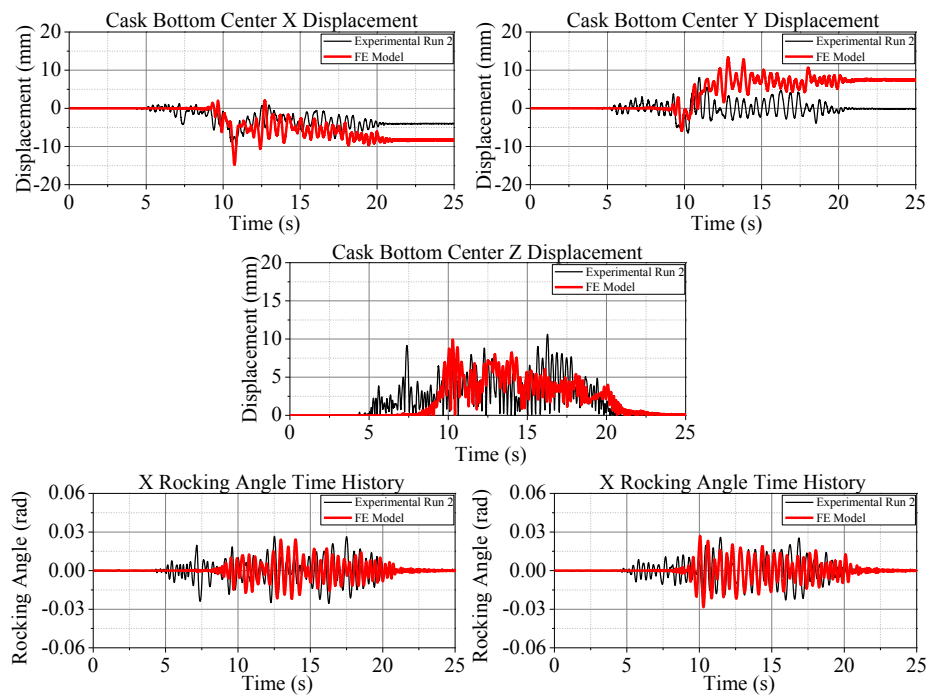 Cask Bottom Center X Displacement
Displacement (mm)
20
10
0
-10
-20
Experimental Run 2
FE Model
0 5 10 15 20 25
Time (s)
Cask Bottom Center Y Displacement
Displacement (mm)
20
10
0
-10
-20
Experimental Run 2
FE Model
0 5 10 15 20 25
Time (s)
Cask Bottom Center Z Displacement
Displacement (mm)
20
15
10
5
0
Experimental Run 2
FE Model
0 5 10 15 20 25
Time (s)
X Rocking Angle Time History
Rocking Angle (rad)
0.06
0.03
0.00
-0.03
-0.06
Experimental Run 2
FE Model
0 5 10 15 20 25
Time (s)
X Rocking Angle Time History
Rocking Angle (rad)
0.06
0.03
0.00
-0.03
-0.06
Experimental Run 2
FE Model
0 5 10 15 20 25
Time (s)